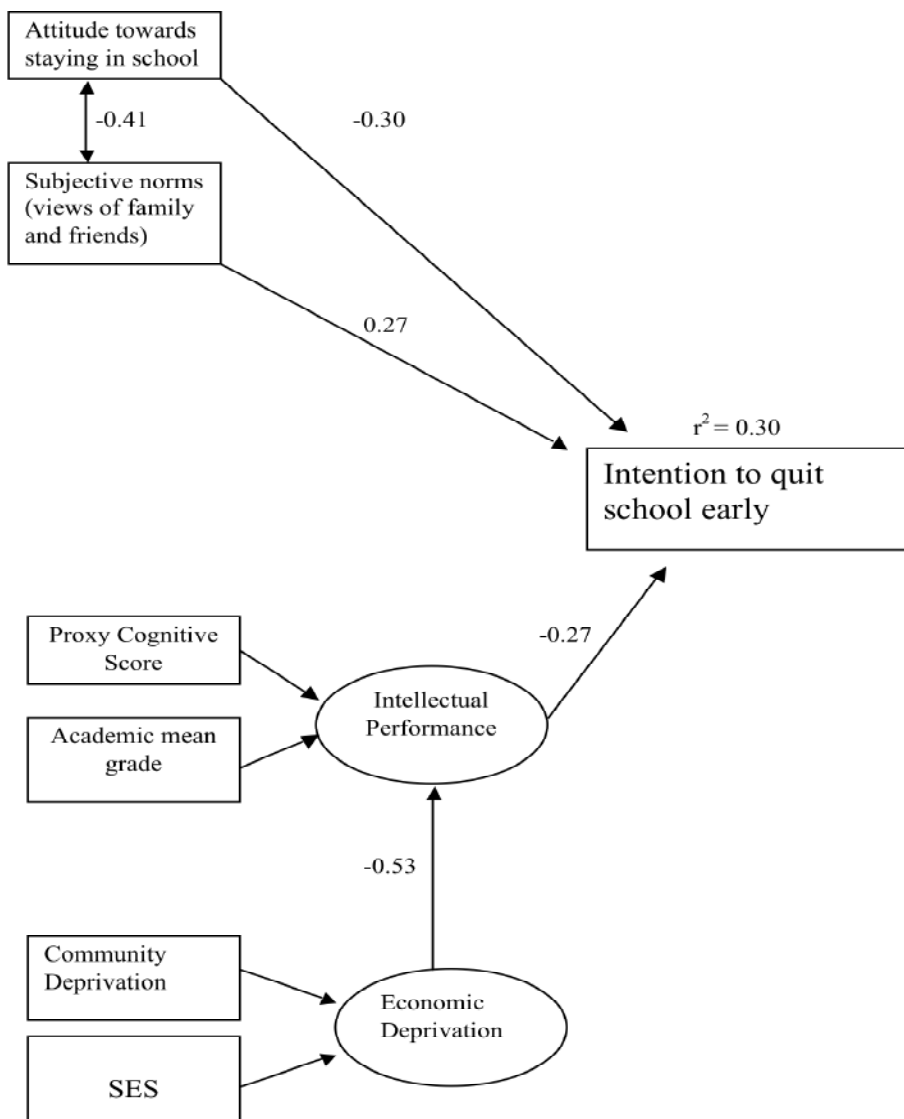 Attitude towards
staying in school
-0.41
-0.30
Subjective norms
(views of family
and friends)
0.27
r² = 0.30
Intention to quit
school early
-0.27
Proxy Cognitive
Score
Intellectual
Performance
Academic mean
grade
-0.53
Community
Deprivation
Economic
Deprivation
SES